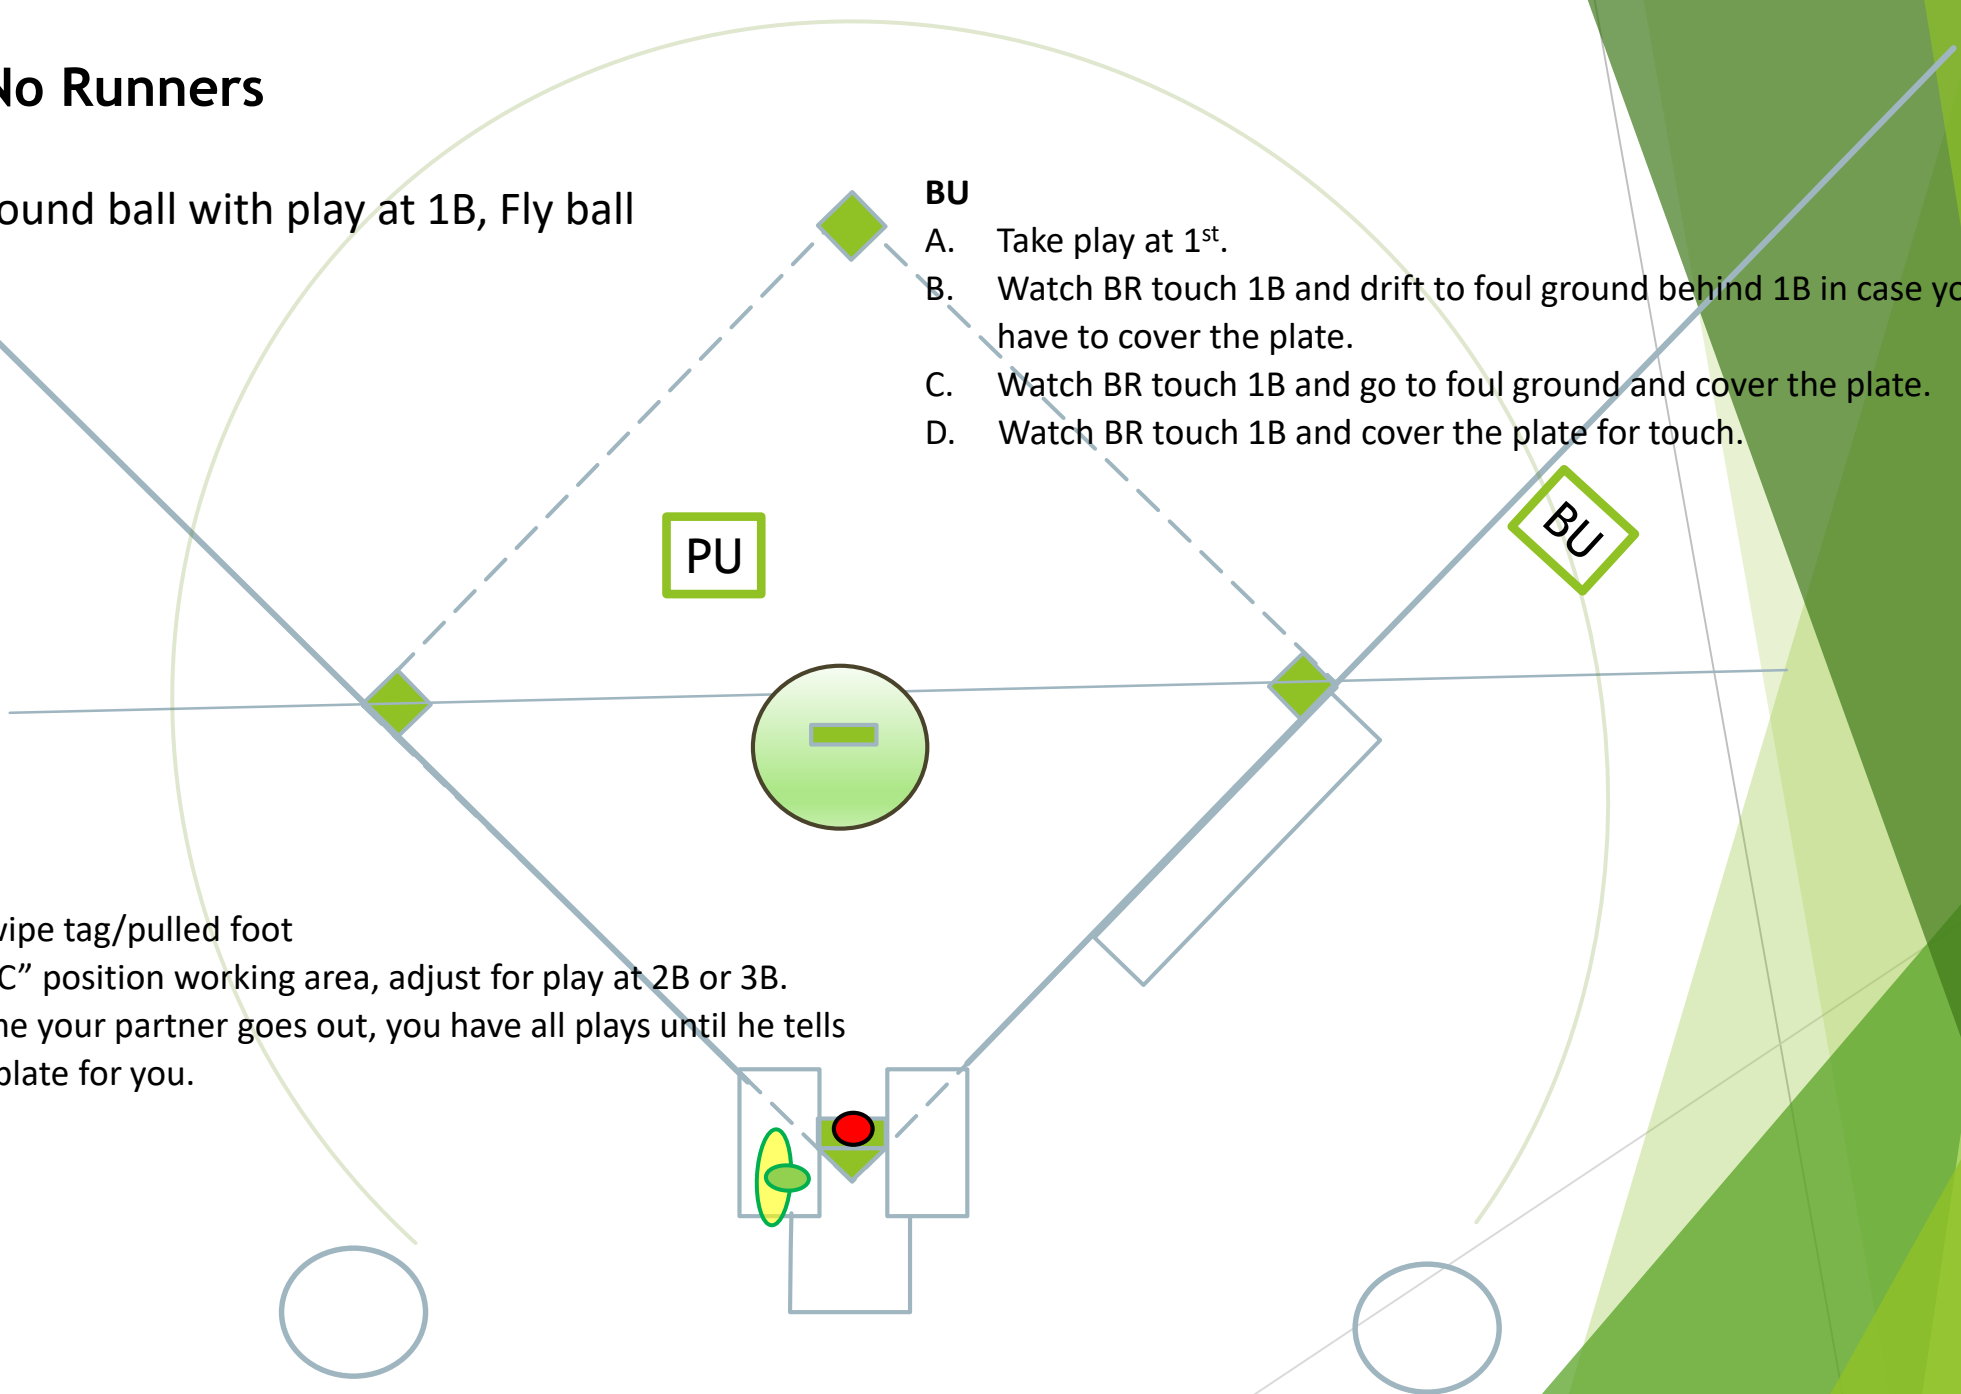 No Runners
ound ball with play at 1B, Fly ball
BU
A. Take play at 1st.
B. Watch BR touch 1B and drift to foul ground behind 1B in case yo
have to cover the plate.
C. Watch BR touch 1B and go to foul ground and cover the plate.
D. Watch BR touch 1B and cover the plate for touch.
BU
PU
wipe tag/pulled foot
C” position working area, adjust for play at 2B or 3B.
ne your partner goes out, you have all plays until he tells
plate for you.